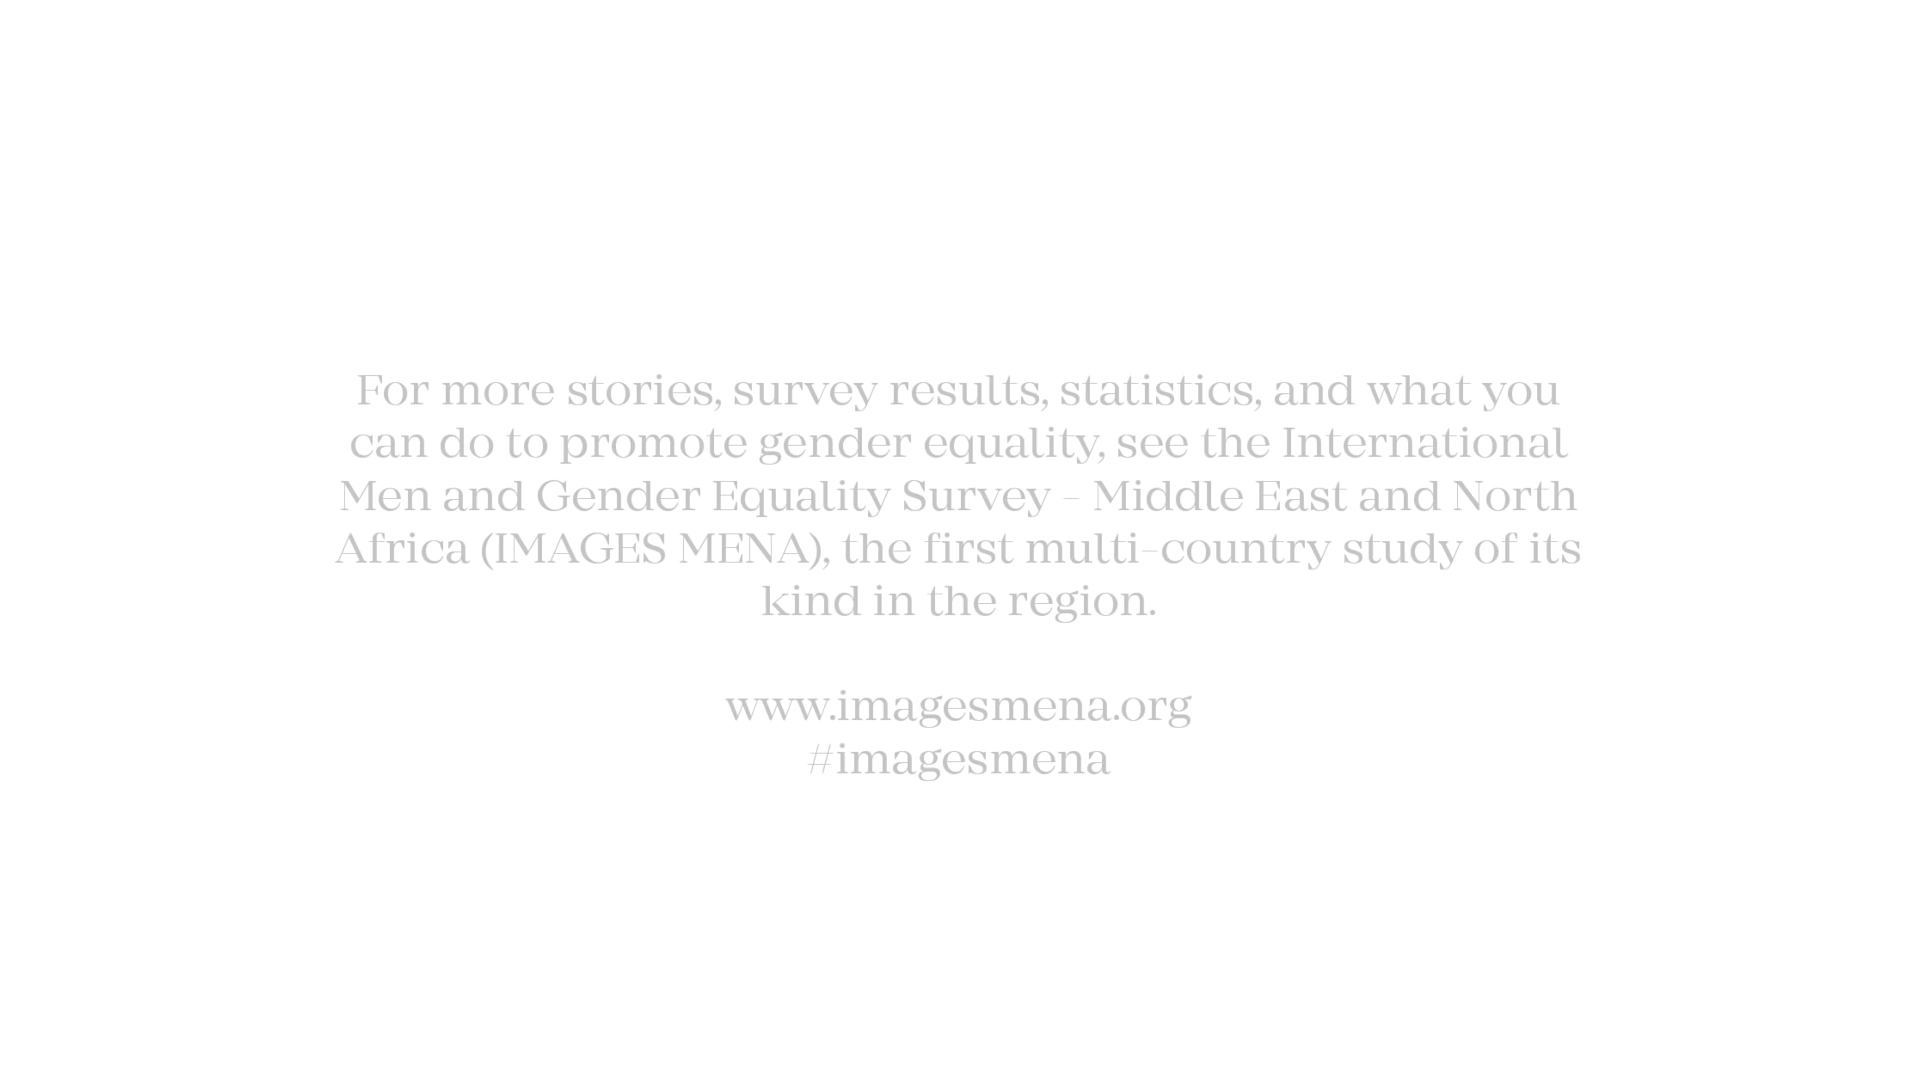 For more stories, survey results, statistics, and what you
can do to promote gender equality, see the International
Men and Gender Equality Survey - Middle East and North
Africa (IMAGES MENA), the first multi-country study of its
kind in the region.
www.imagesmena.org
#imagesmena